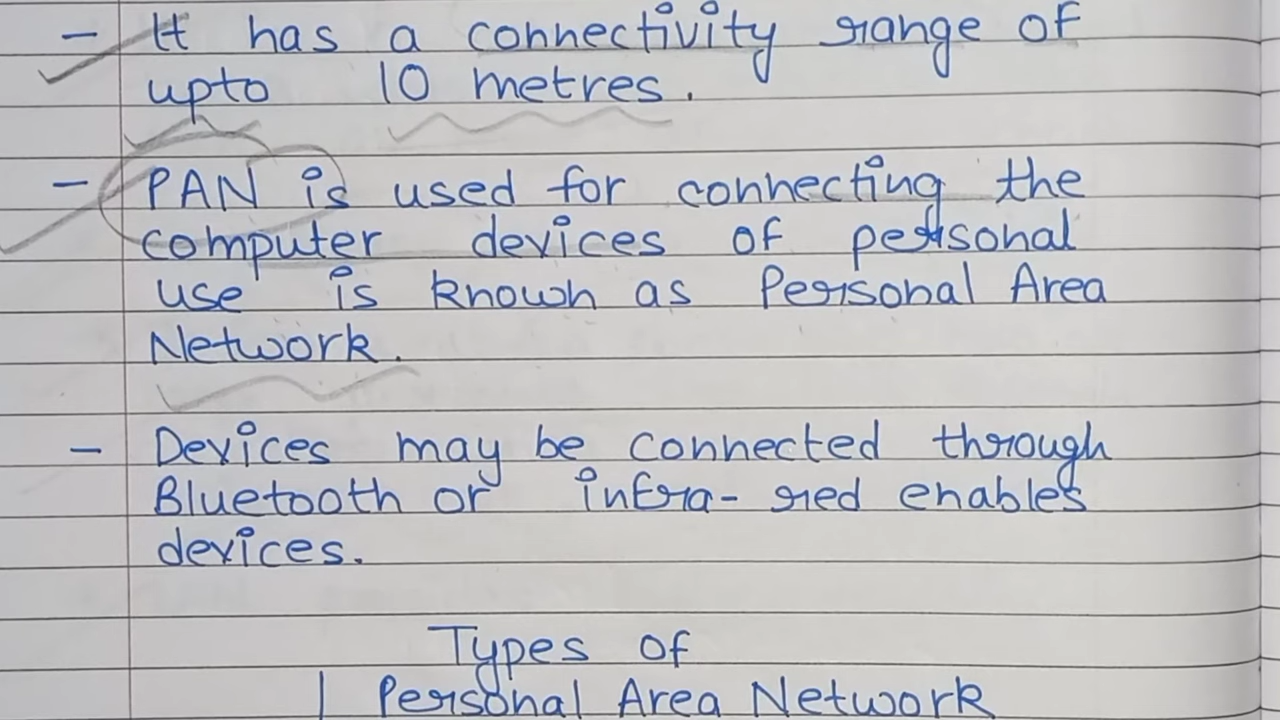 - It has a connectivity range of
upto 10 metres.
- PAN is used for connecting the
computer devices of personal
use is known as Personal Area
Network.
- Devices may be connected through
Bluetooth or infra-red enables
devices.
Types of
Personal Area Network